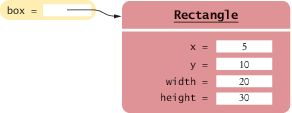 box =
Rectangle
x = 5
y = 10
width = 20
height = 30